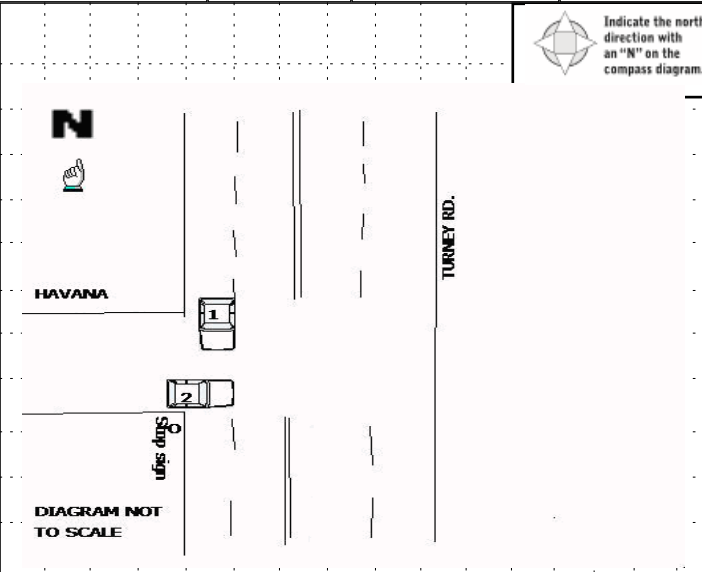 Indicate the north
direction with
an “N” on the
compass diagram.
N
TURNEY RD.
HAVANA
1
2
Stop sign
DIAGRAM NOT
TO SCALE